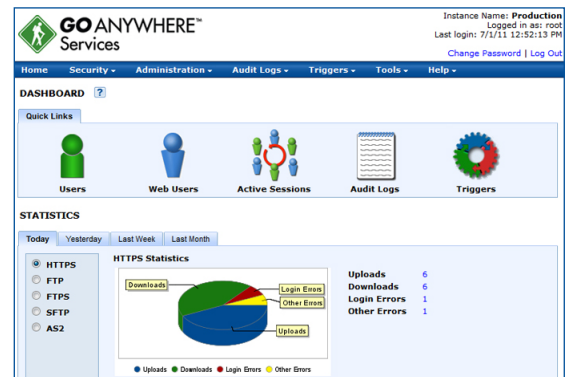 GO ANYWHERE™
Services
Instance Name: Production
Logged in as: root
Last login: 7/1/11 12:52:13 PM
Change Password | Log Out
Home Security Administration Audit Logs Triggers Tools Help
DASHBOARD ?
Quick Links
Users Web Users Active Sessions Audit Logs Triggers
STATISTICS
Today Yesterday Last Week Last Month
HTTPS
FTP
FTPS
SFTP
AS2
HTTPS Statistics
Downloads
Login Errors
Other Errors
Uploads
Uploads Downloads Login Errors Other Errors
Uploads 6
Downloads 6
Login Errors 1
Other Errors 1